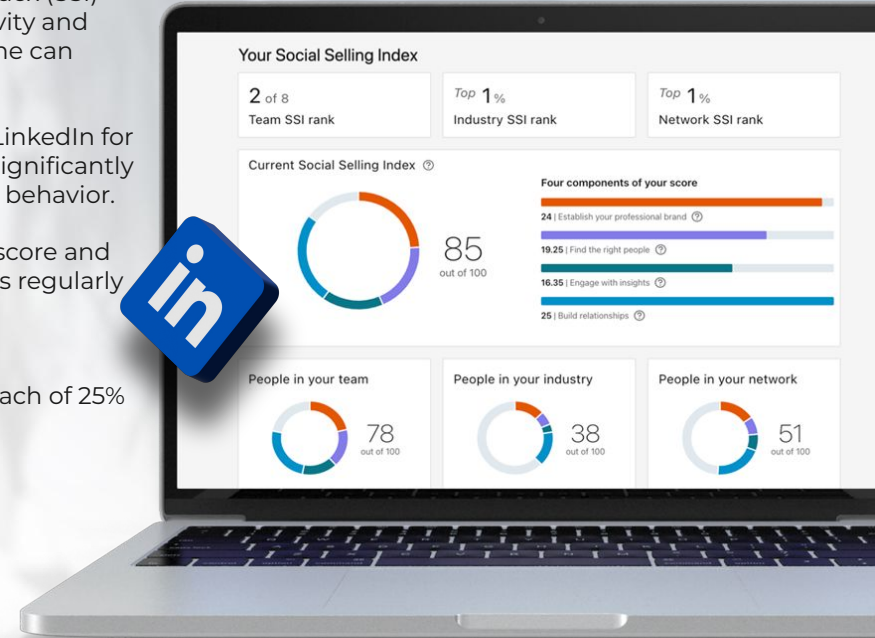 vity and
ne can
LinkedIn for
significantly
behavior.
score and
s regularly
ach of 25%
Your Social Selling Index
2 of 8
Team SSI rank
Top 1%
Industry SSI rank
Top 1%
Network SSI rank
Current Social Selling Index ?
85
out of 100
Four components of your score
24 | Establish your professional brand ?
19.25 | Find the right people ?
16.35 | Engage with insights ?
25 | Build relationships ?
in
People in your team
78
out of 100
People in your industry
38
out of 100
People in your network
51
out of 100